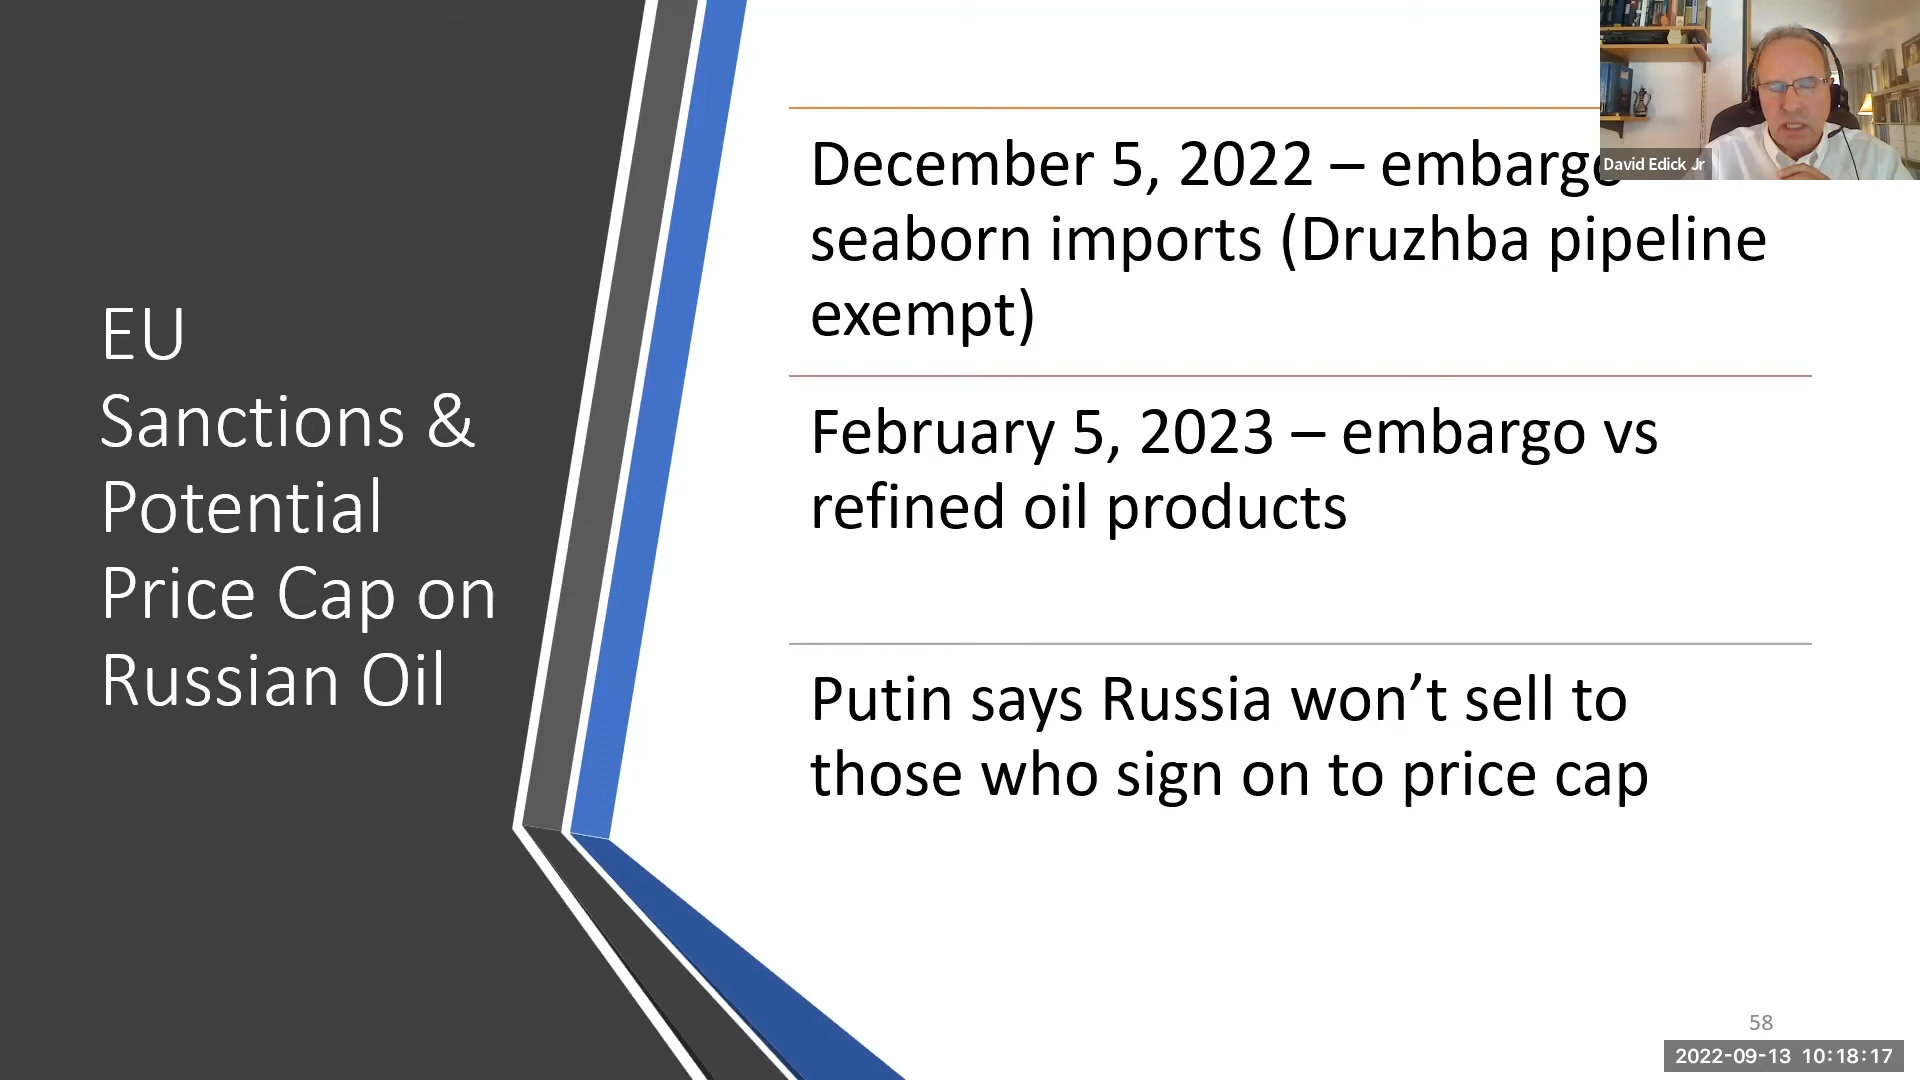 EU
Sanctions &
Potential
Price Cap on
Russian Oil
December 5, 2022 – embargo
seaborn imports (Druzhba pipeline
exempt)
February 5, 2023 – embargo vs
refined oil products
Putin says Russia won’t sell to
those who sign on to price cap
David Edick Jr
58
2022-09-13 10:18:17